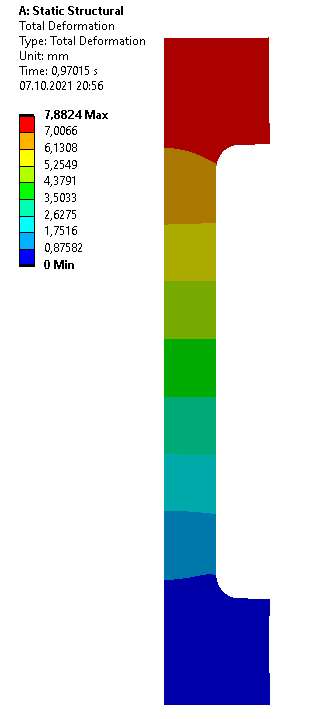 A: Static Structural
Total Deformation
Type: Total Deformation
Unit: mm
Time: 0,97015 s
07.10.2021 20:56
7,8824 Max
7,0066
6,1308
5,2549
4,3791
3,5033
2,6275
1,7516
0,87582
0 Min